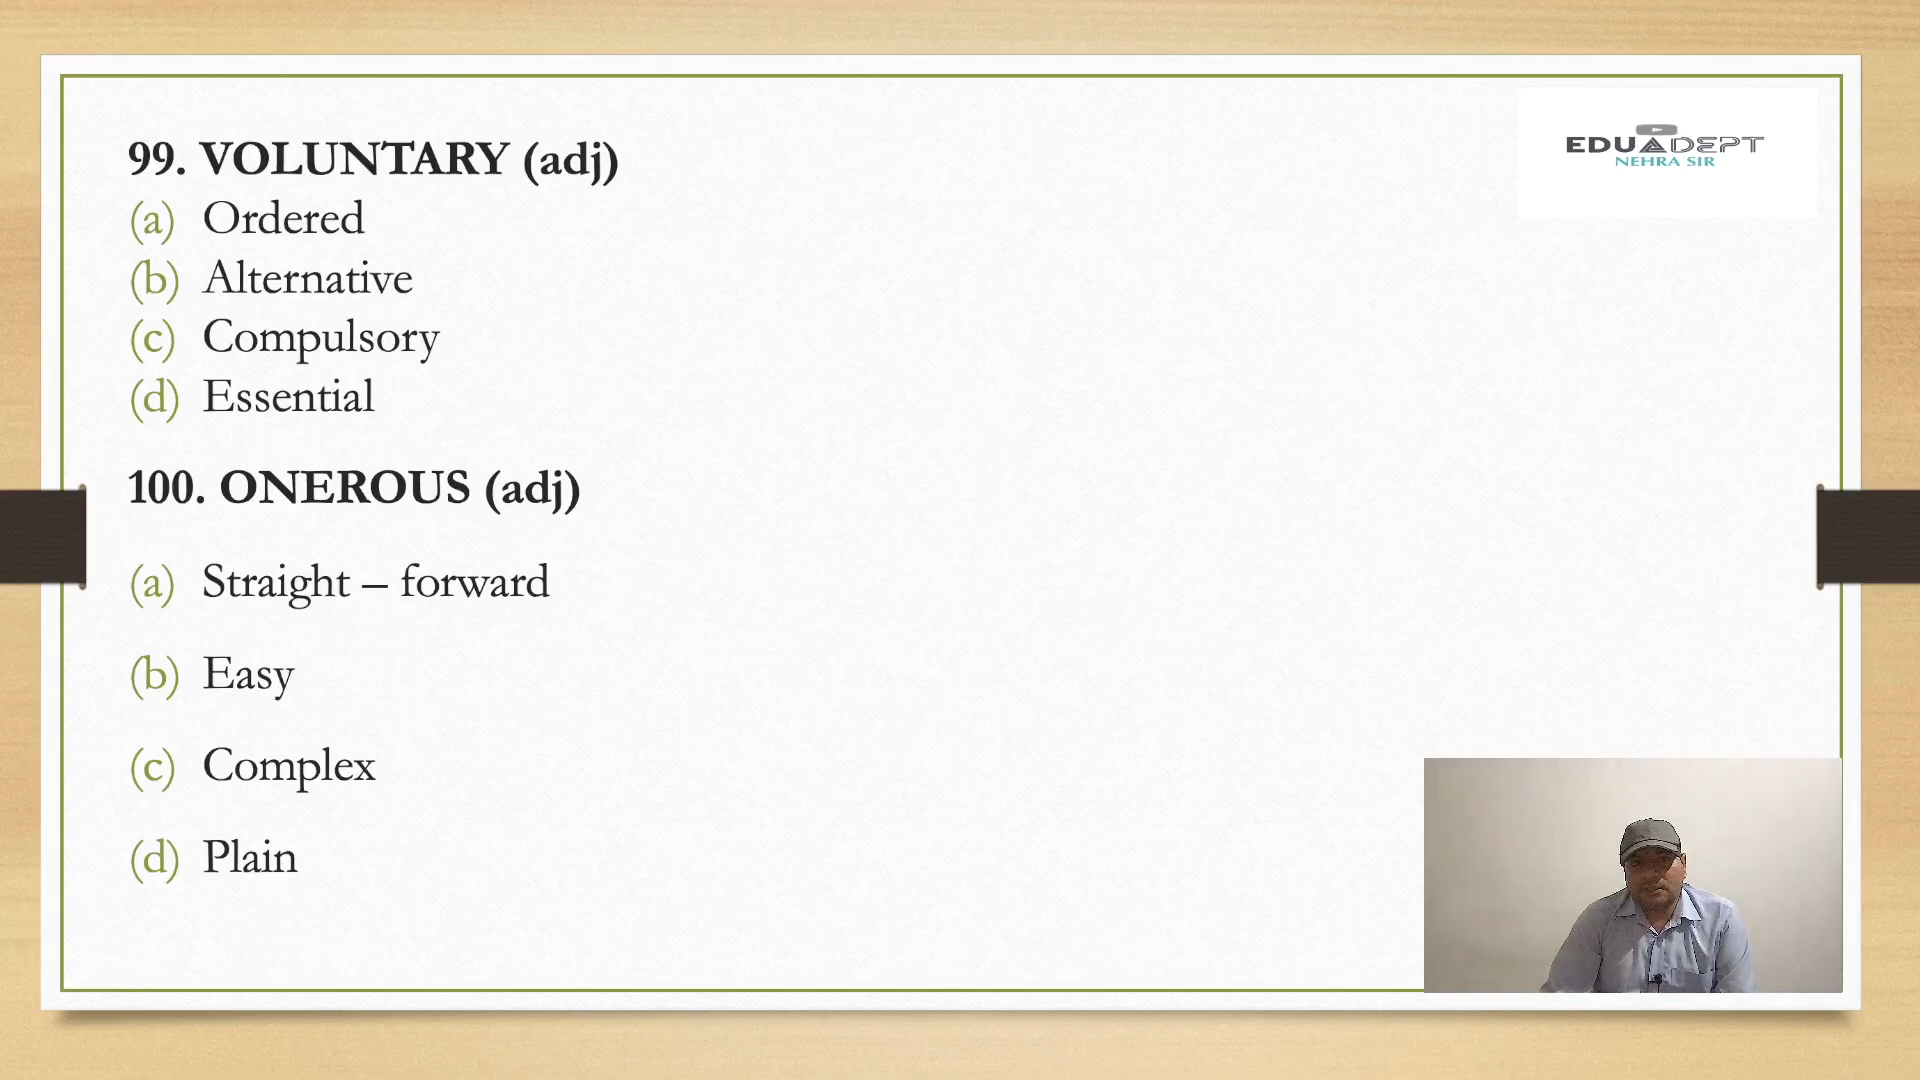 99. VOLUNTARY (adj)
(a) Ordered
(b) Alternative
(c) Compulsory
(d) Essential
100. ONEROUS (adj)
(a) Straight – forward
(b) Easy
(c) Complex
(d) Plain
EDUADEPT
NEHRA SIR